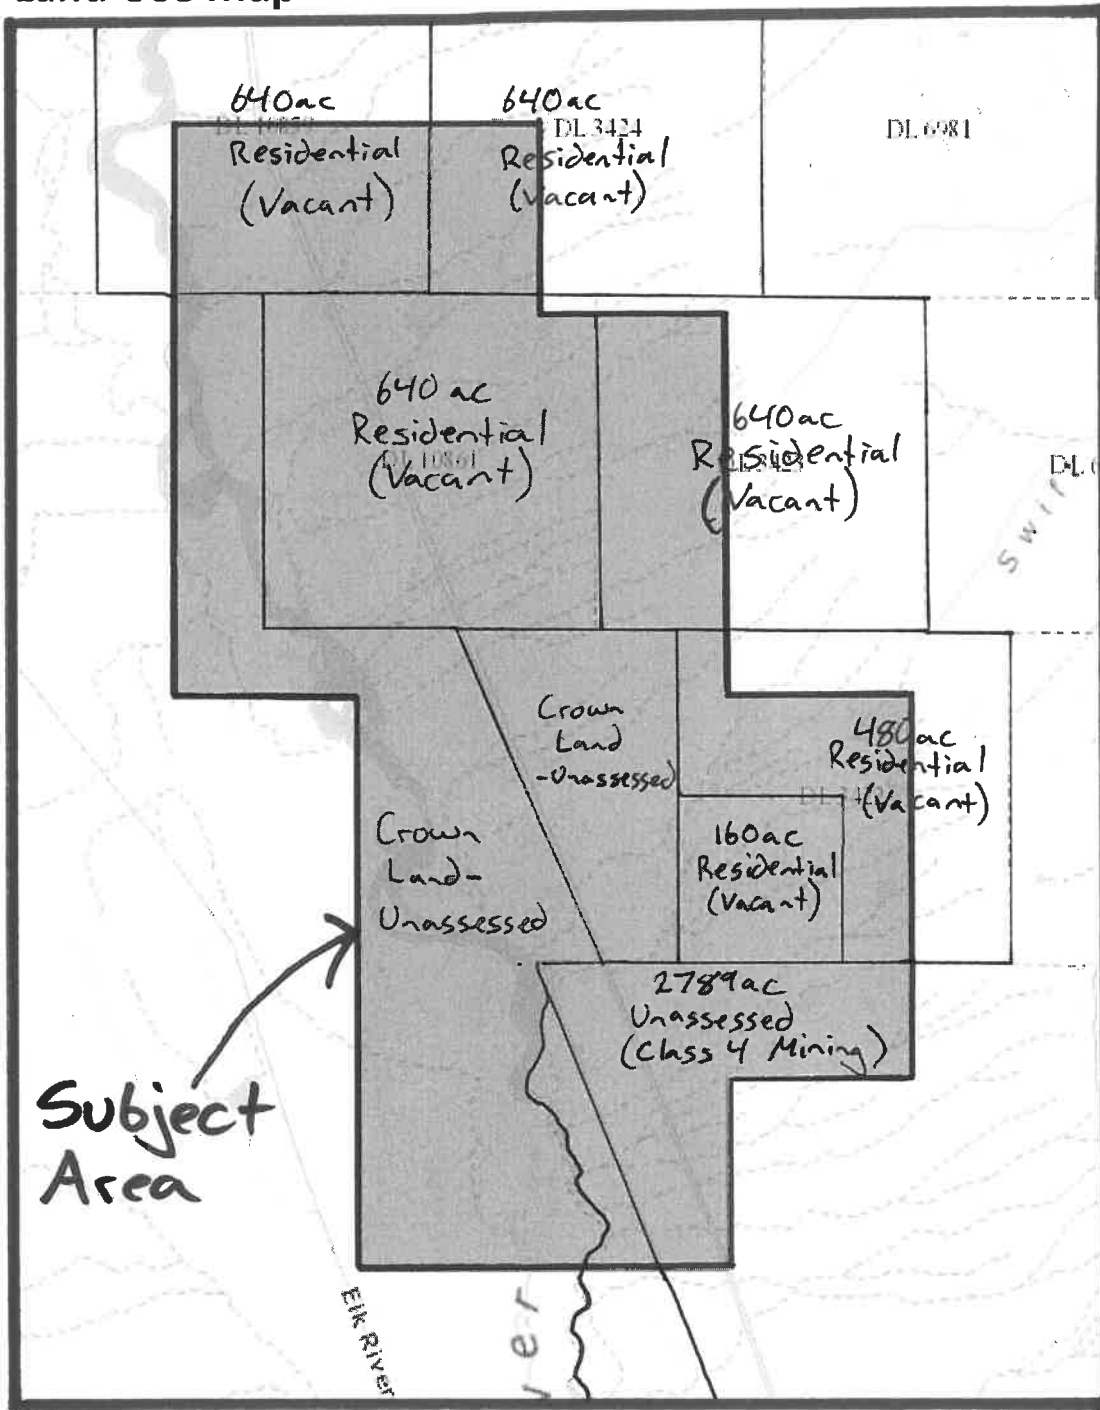 640ac
Residential
(Vacant)
640ac
DL 3424
Residential
(Vacant)
DL 6981
640 ac
Residential
DL 10861
(Vacant)
640ac
Residential
(Vacant)
Crown
Land
-Unassessed
480ac
Residential
(Vacant)
160ac
Residential
(Vacant)
Crown
Land-
Unassessed
2789ac
Unassessed
(Class 4 Mining)
Subject
Area
Elk River